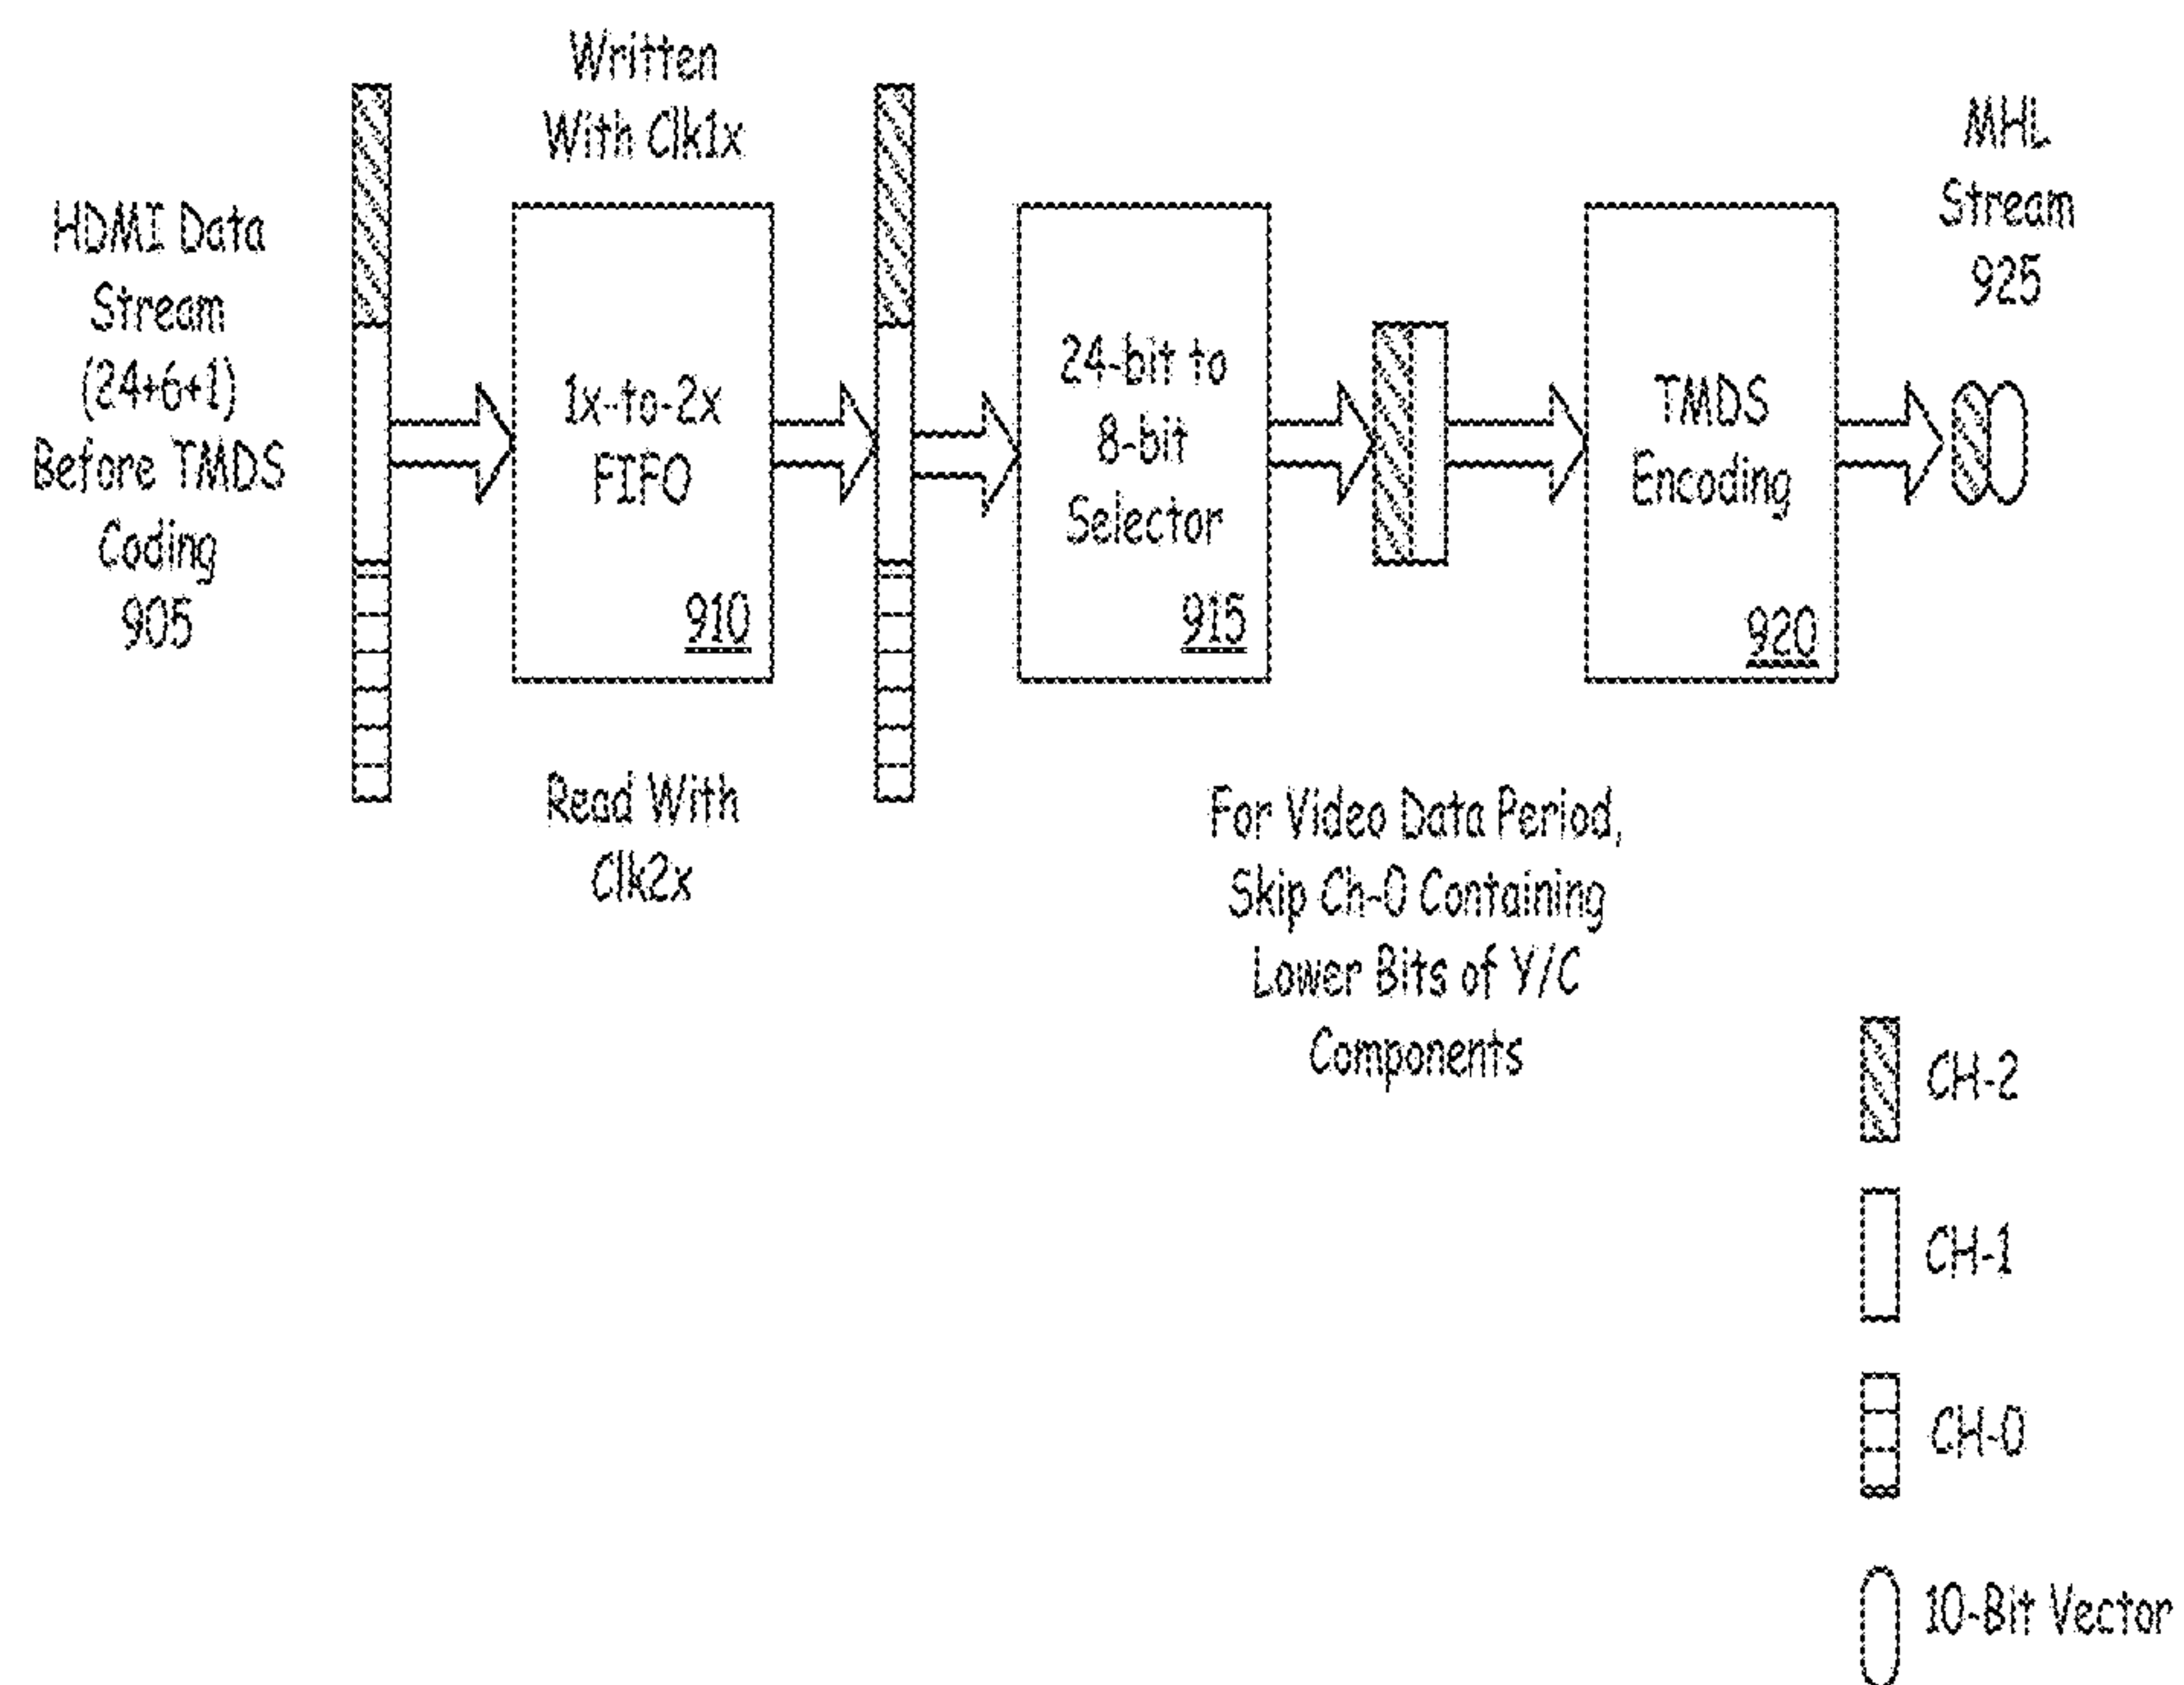 HDMI Data
Stream
(24+6+1)
Before TMDS
Coding
905
Written
With Clk1x
1x-to-2x
FIFO
910
Read With
Clk2x
24-bit to
8-bit
Selector
915
For Video Data Period,
Skip Ch-0 Containing
Lower Bits of Y/C
Components
TMDS
Encoding
920
MHL
Stream
925
CH-2
CH-1
CH-0
10-Bit Vector